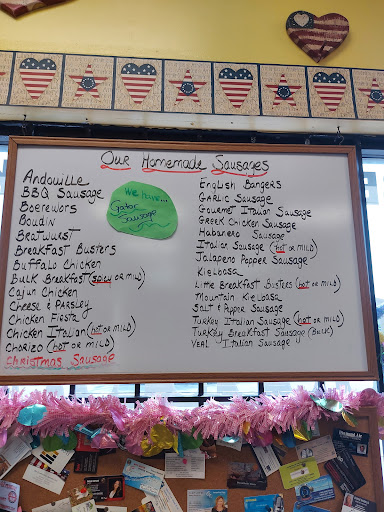 Our Homemade Sausages
Andouille
BBQ Sausage
Boerewors
Boudin
Bratwurst
Breakfast Busters
Buffalo Chicken
Bulk Breakfast (spicy or mild)
Cajun Chicken
Cheese & Parsley
Chicken Fiesta
Chicken Italian (hot or mild)
Chorizo (hot or mild)
Christmas Sausage
We have...
Gator
Sausage
English Bangers
Garlic Sausage
Gourmet Italian Sausage
Greek Chicken Sausage
Habanero Sausage
Italian Sausage (hot or mild)
Jalapeno Popper Sausage
Kielbasa
Little Breakfast Busters (hot or mild)
Mountain Kielbasa
Salt & Pepper Sausage
Turkey Italian Sausage (hot or mild)
Turkey Breakfast Sausage (Bulk)
Veal Italian Sausage